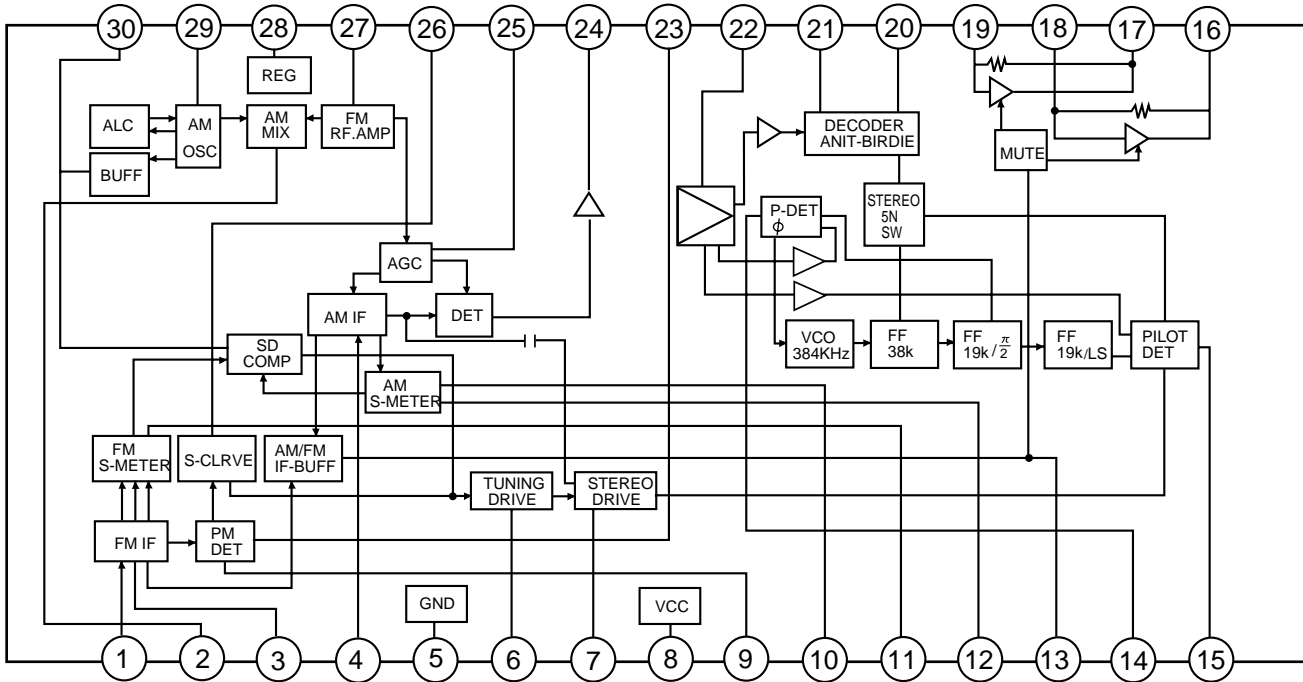 30 29 28 27 26 25 24 23 22 21 20 19 18 17 16
REG
ALC
AM
OSC
AM
MIX
FM
RF.AMP
BUFF
DECODER
ANIT-BIRDIE
MUTE
P-DET
ϕ
STEREO
5N
SW
AGC
AM IF
DET
SD
COMP
VCO
384KHz
FF
38k
FF
19k/π/2
FF
19k/LS
PILOT
DET
AM
S-METER
FM
S-METER
S-CLRVE
AM/FM
IF-BUFF
TUNING
DRIVE
STEREO
DRIVE
FM IF
PM
DET
GND
VCC
1 2 3 4 5 6 7 8 9 10 11 12 13 14 15